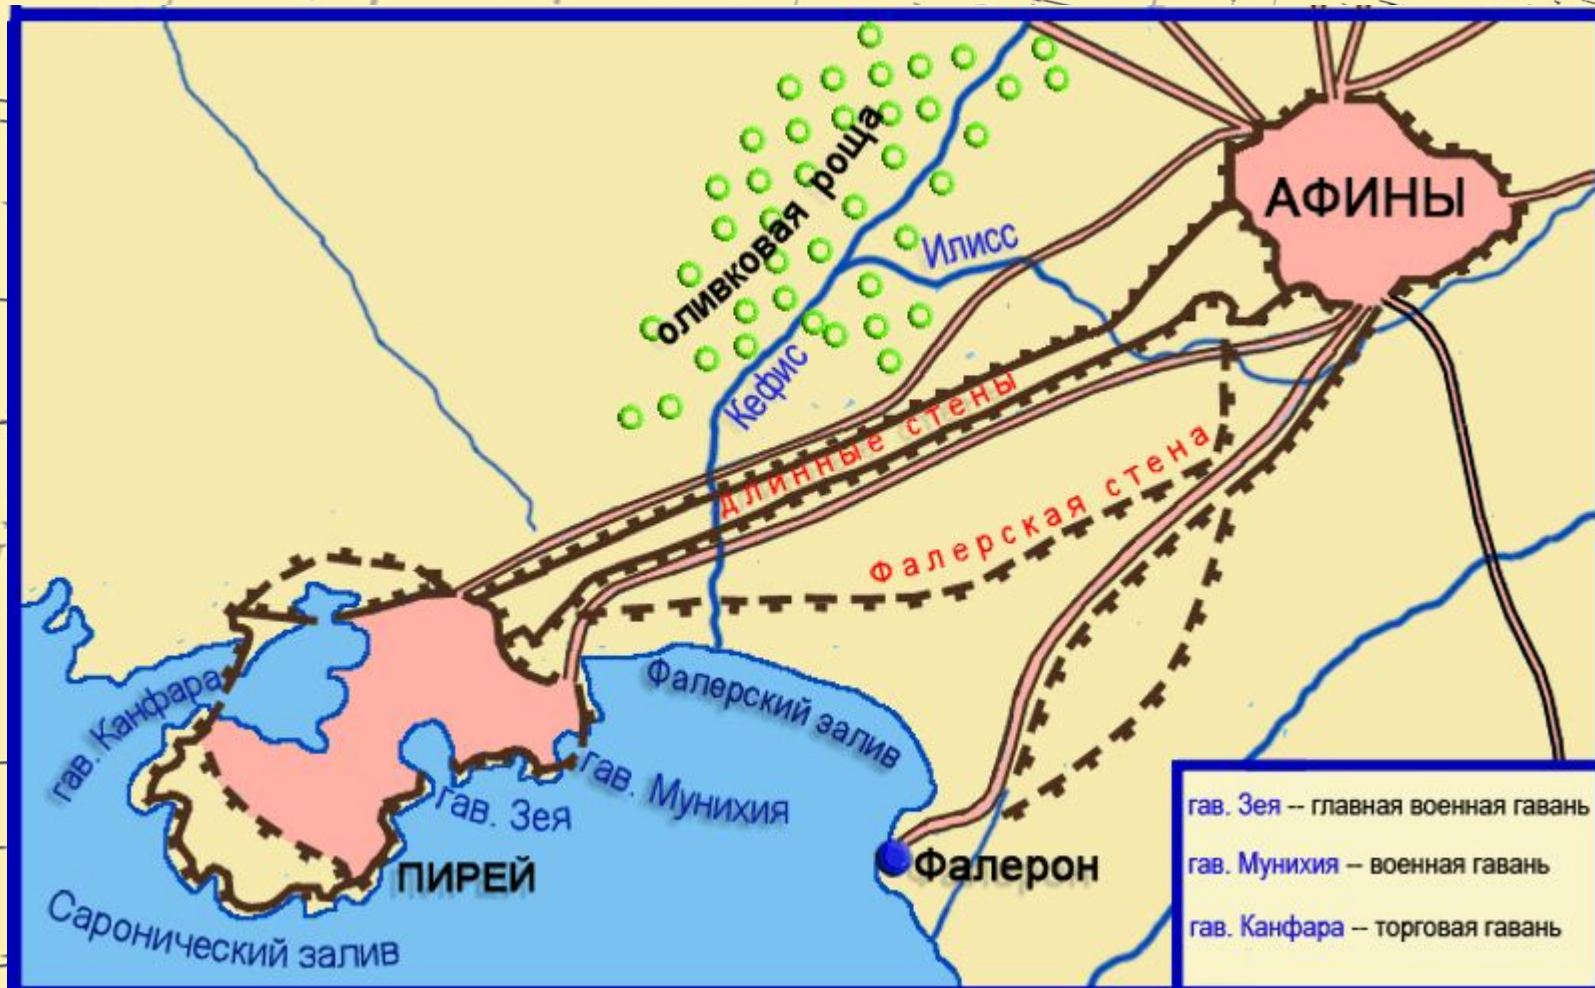 АФИНЫ
оливковая роща
Илисс
Кефис
длинные стены
Фалерская стена
Фалерский залив
гав. Канфара
гав. Мунихия
гав. Зея
ПИРЕЙ
Фалерон
Саронический залив
гав. Зея -- главная военная гавань
гав. Мунихия -- военная гавань
гав. Канфара -- торговая гавань